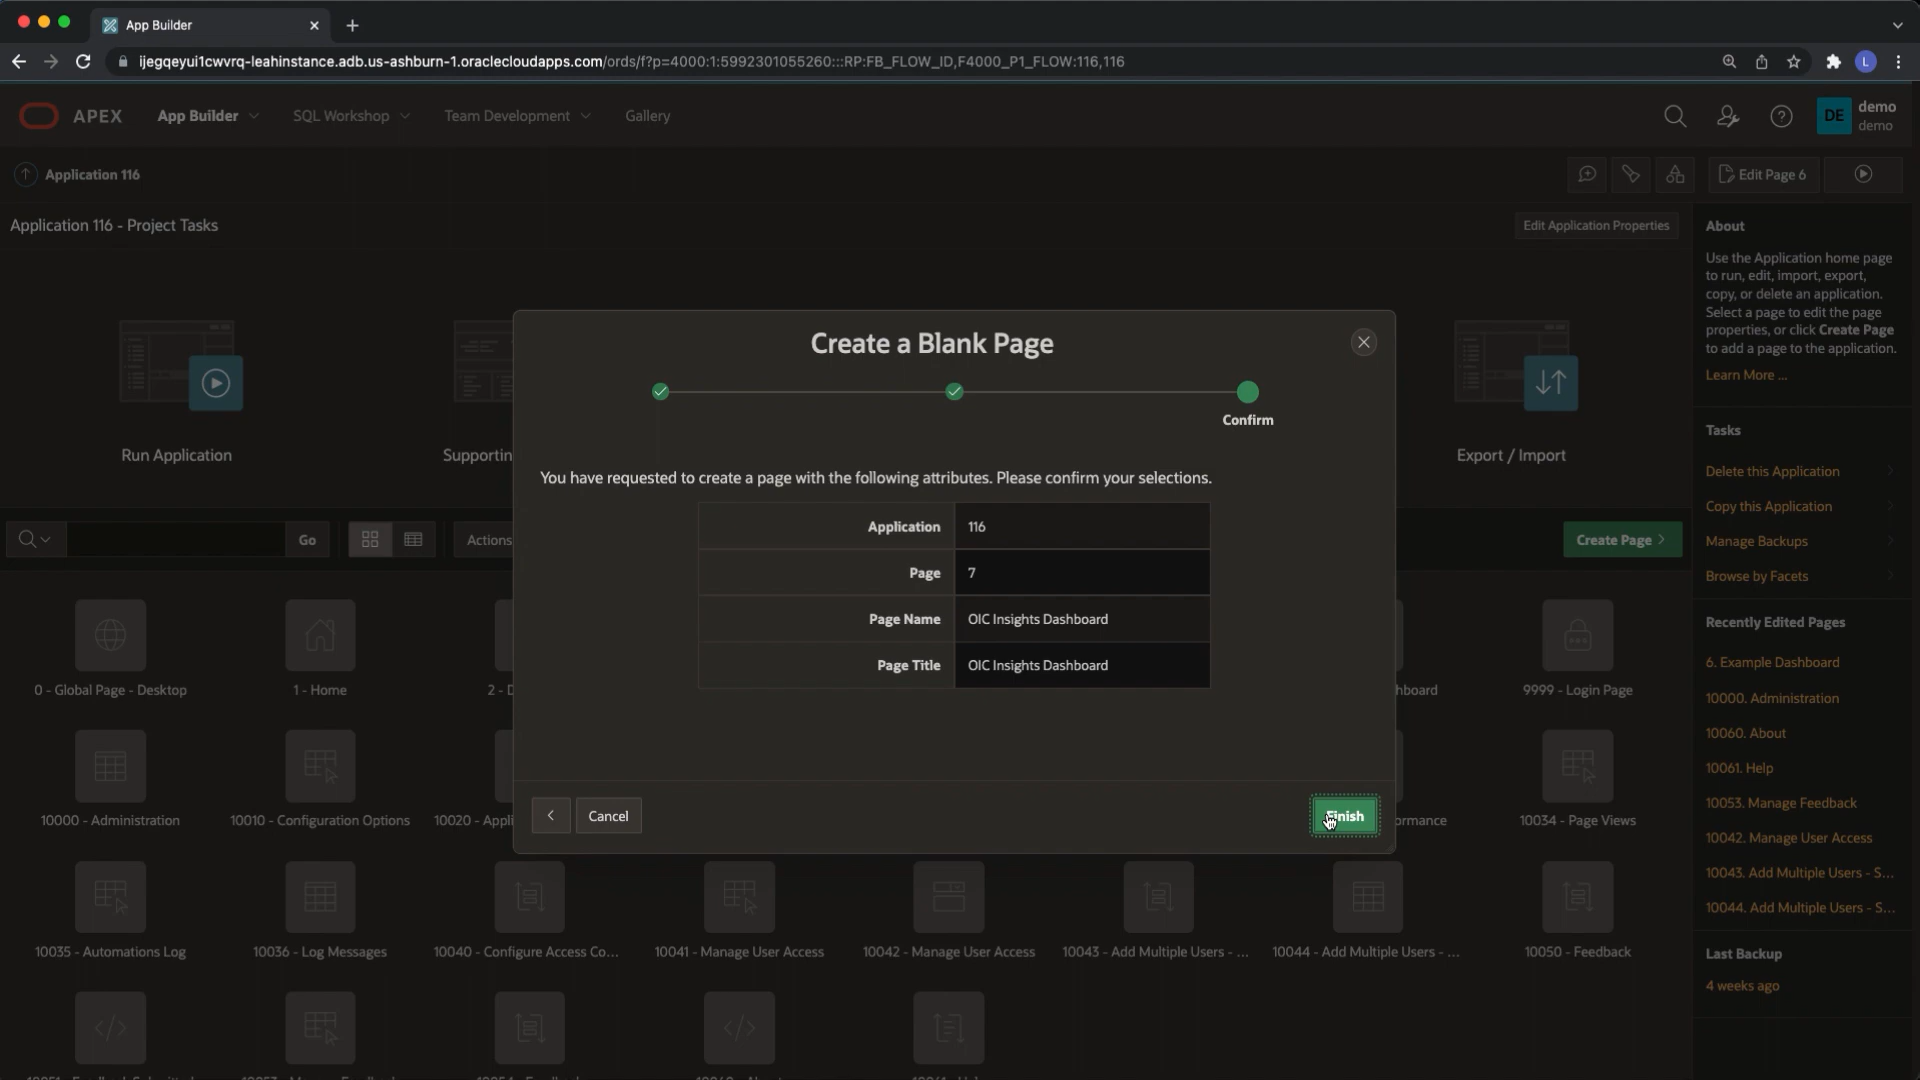 App Builder
ijegqeyui1cwvrq-leahinstance.adb.us-ashburn-1.oraclecloudapps.com/ords/f?p=4000:1:5992301055260:::RP:FB_FLOW_ID,F4000_P1_FLOW:116,116
L
APEX App Builder SQL Workshop Team Development Gallery
DE demo
demo
Application 116
Edit Page 6
Application 116 - Project Tasks
Edit Application Properties
Run Application
Supportin
Export / Import
Go
Actions
Create Page
Create a Blank Page
Confirm
You have requested to create a page with the following attributes. Please confirm your selections.
Application 116
Page 7
Page Name OIC Insights Dashboard
Page Title OIC Insights Dashboard
Cancel
Finish
0 - Global Page - Desktop
1 - Home
2 - D
hboard
9999 - Login Page
10000 - Administration
10010 - Configuration Options
10020 - Appli
ormance
10034 - Page Views
10035 - Automations Log
10036 - Log Messages
10040 - Configure Access Co...
10041 - Manage User Access
10042 - Manage User Access
10043 - Add Multiple Users - ...
10044 - Add Multiple Users - ...
10050 - Feedback
About
Use the Application home page
to run, edit, import, export,
copy, or delete an application.
Select a page to edit the page
properties, or click Create Page
to add a page to the application.
Learn More ...
Tasks
Delete this Application
Copy this Application
Manage Backups
Browse by Facets
Recently Edited Pages
6. Example Dashboard
10000. Administration
10060. About
10061. Help
10053. Manage Feedback
10042. Manage User Access
10043. Add Multiple Users - S...
10044. Add Multiple Users - S...
Last Backup
4 weeks ago